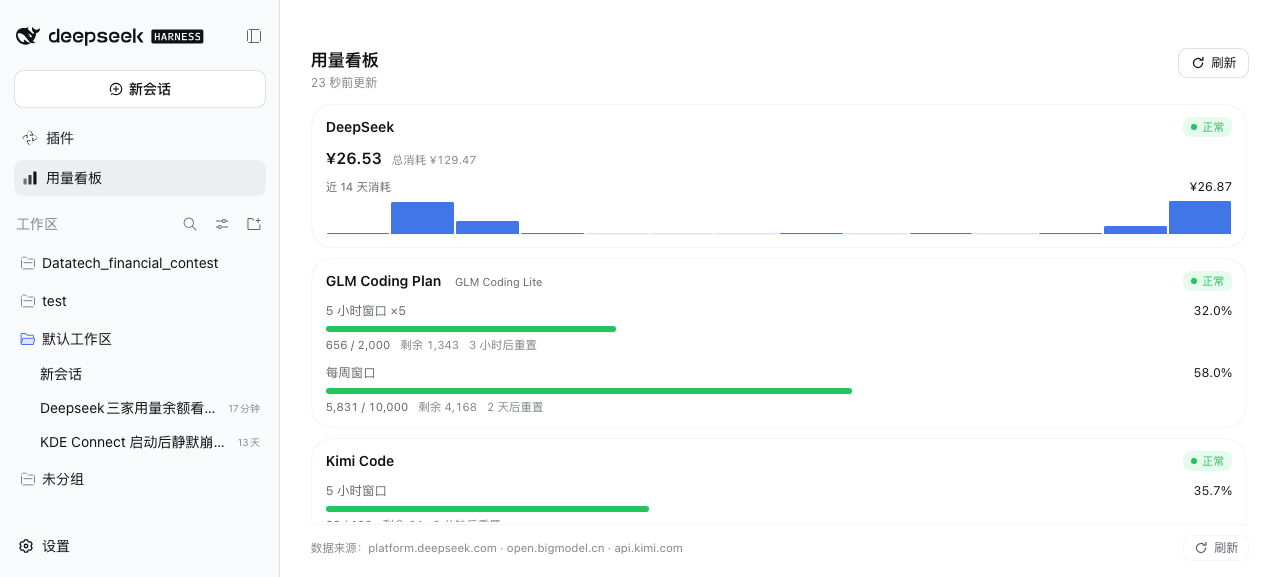 deepseek HARNESS
新会话
插件
用量看板
工作区
Datatech_financial_contest
test
默认工作区
新会话
Deepseek三家用量余额看... 17分钟
KDE Connect 启动后静默崩... 13天
未分组
设置
用量看板
刷新
23 秒前更新
DeepSeek
正常
¥26.53 总消耗 ¥129.47
近 14 天消耗
¥26.87
GLM Coding Plan GLM Coding Lite
正常
5 小时窗口 ×5
32.0%
656 / 2,000 剩余 1,343 3 小时后重置
每周窗口
58.0%
5,831 / 10,000 剩余 4,168 2 天后重置
Kimi Code
正常
5 小时窗口
35.7%
数据来源：platform.deepseek.com · open.bigmodel.cn · api.kimi.com
刷新